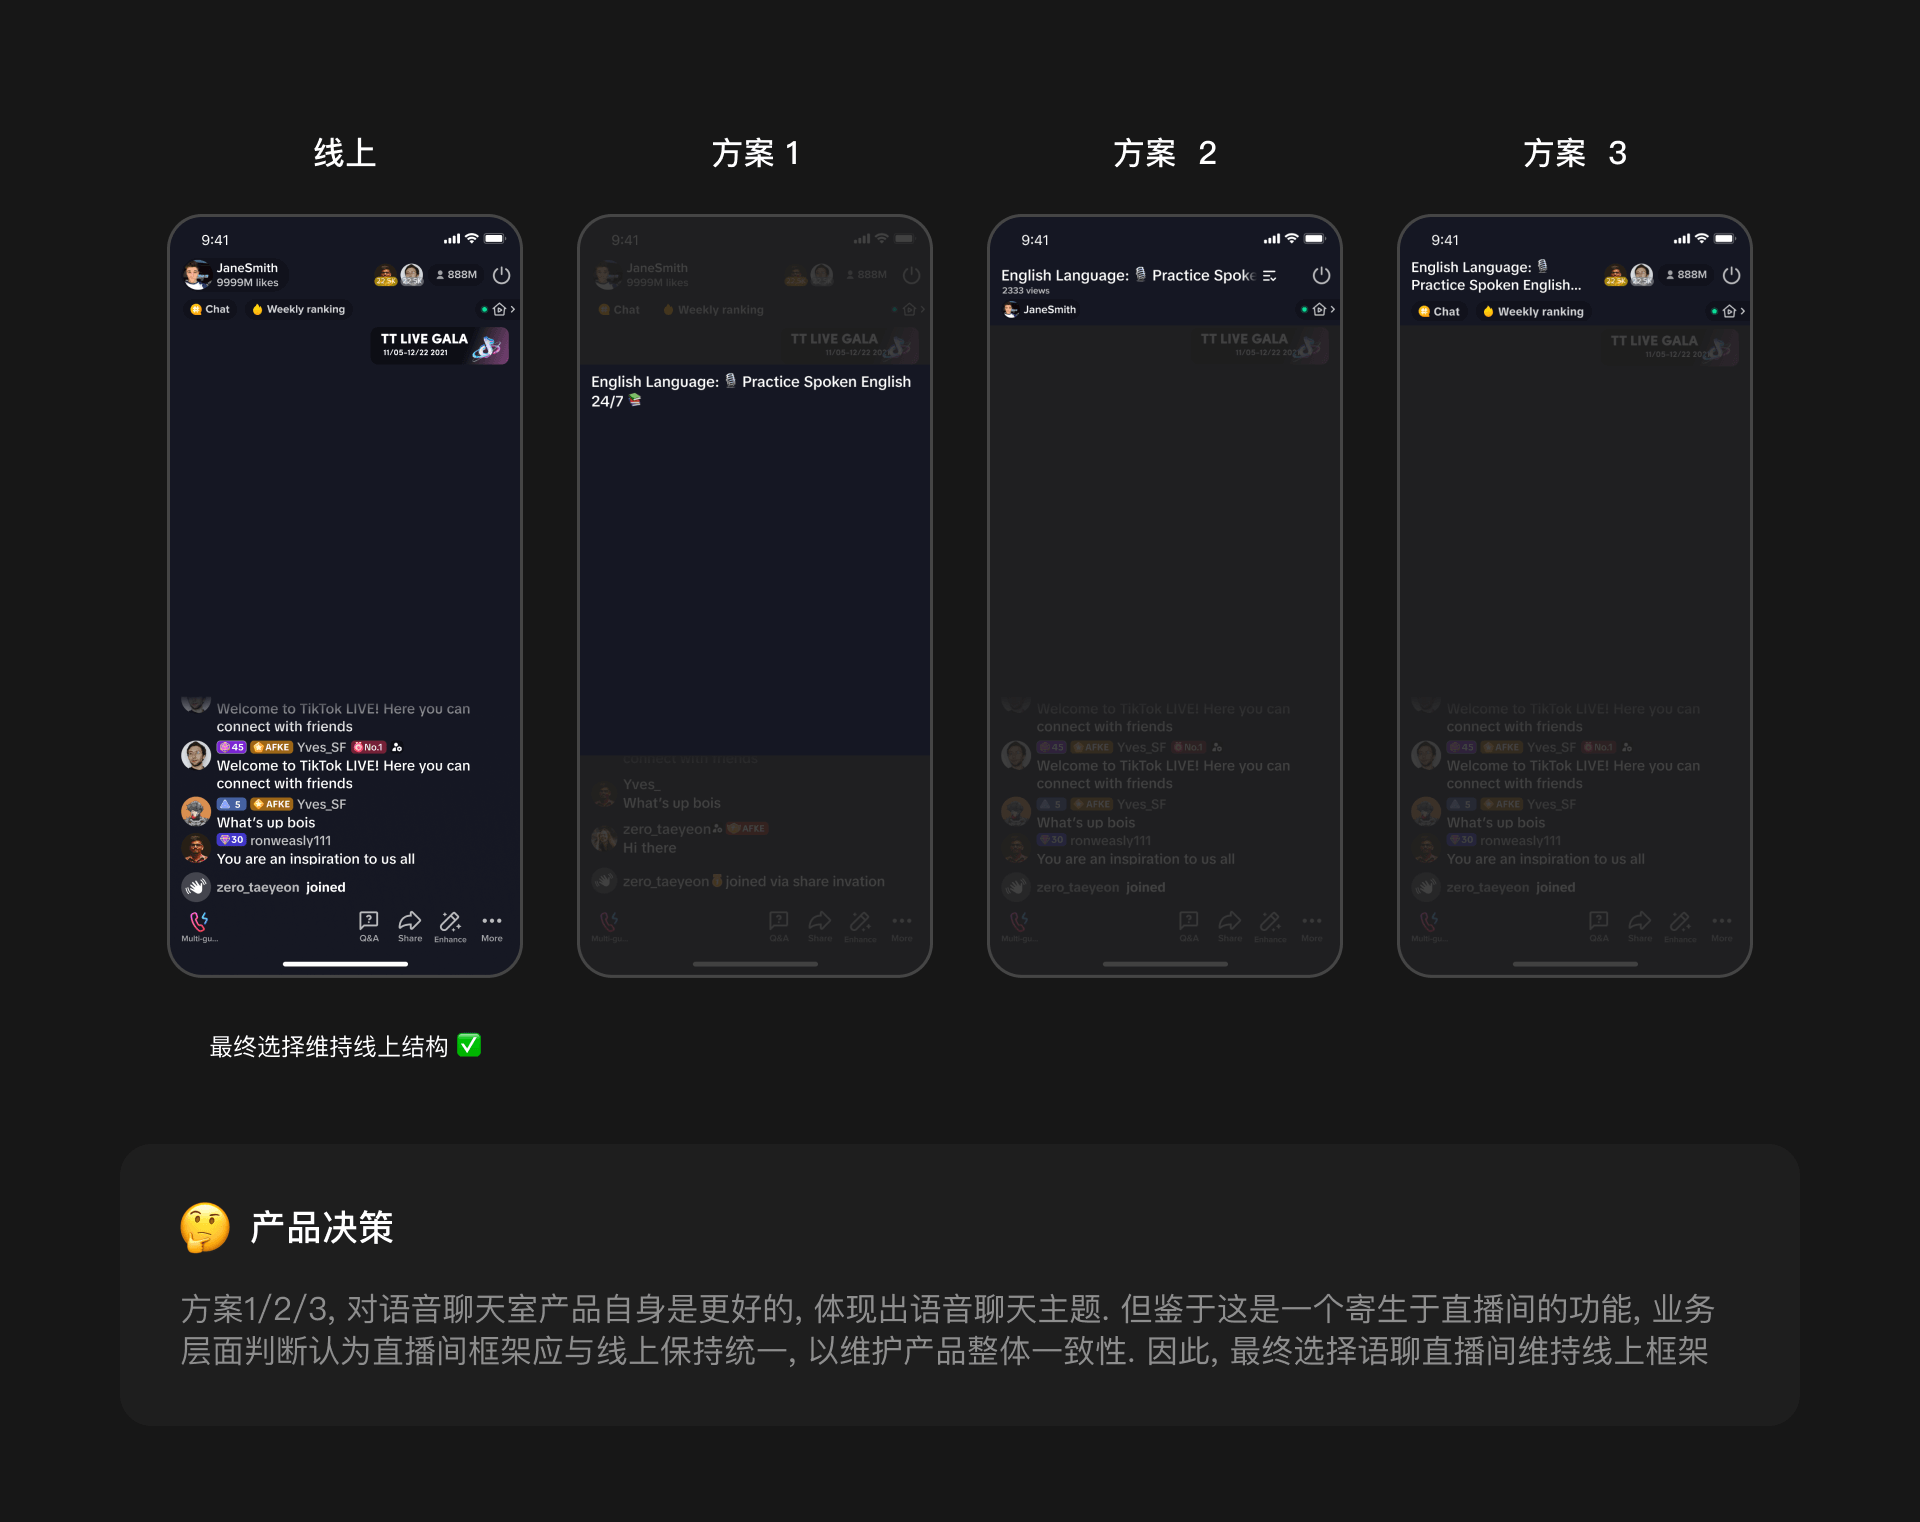 线上
方案 1
方案 2
方案 3
9:41
JaneSmith
9999M likes
888M
Chat
Weekly ranking
TT LIVE GALA
11/05-12/22 2021
Welcome to TikTok LIVE! Here you can
connect with friends
45 AFKE Yves_SF No.1
Welcome to TikTok LIVE! Here you can
connect with friends
5 AFKE Yves_SF
What's up bois
30 ronweasly111
You are an inspiration to us all
zero_taeyeon joined
Multi-gu...
Q&A
Share
Enhance
More
9:41
JaneSmith
9999M likes
888M
Chat
Weekly ranking
TT LIVE GALA
11/05-12/22 202
English Language: 🎙 Practice Spoken English
24/7 📚
connect with friends
Yves_
What's up bois
zero_taeyeon AFKE
Hi there
zero_taeyeon joined via share invation
Multi-gu...
Q&A
Share
Enhance
More
9:41
English Language: 🎙 Practice Spoke
2333 views
JaneSmith
TT LIVE GALA
11/05-12/22 202
Welcome to TikTok LIVE! Here you can
connect with friends
45 AFKE Yves_SF No.1
Welcome to TikTok LIVE! Here you can
connect with friends
5 AFKE Yves_SF
What's up bois
30 ronweasly111
You are an inspiration to us all
zero_taeyeon joined
Multi-gu...
Q&A
Share
Enhance
More
9:41
English Language: 🎙
Practice Spoken English...
888M
Chat
Weekly ranking
TT LIVE GALA
11/05-12/22 202
Welcome to TikTok LIVE! Here you can
connect with friends
45 AFKE Yves_SF No.1
Welcome to TikTok LIVE! Here you can
connect with friends
5 AFKE Yves_SF
What's up bois
30 ronweasly111
You are an inspiration to us all
zero_taeyeon joined
Multi-gu...
Q&A
Share
Enhance
More
最终选择维持线上结构 ✅
🤔 产品决策
方案1/2/3, 对语音聊天室产品自身是更好的, 体现出语音聊天主题. 但鉴于这是一个寄生于直播间的功能, 业务
层面判断认为直播间框架应与线上保持统一, 以维护产品整体一致性. 因此, 最终选择语聊直播间维持线上框架